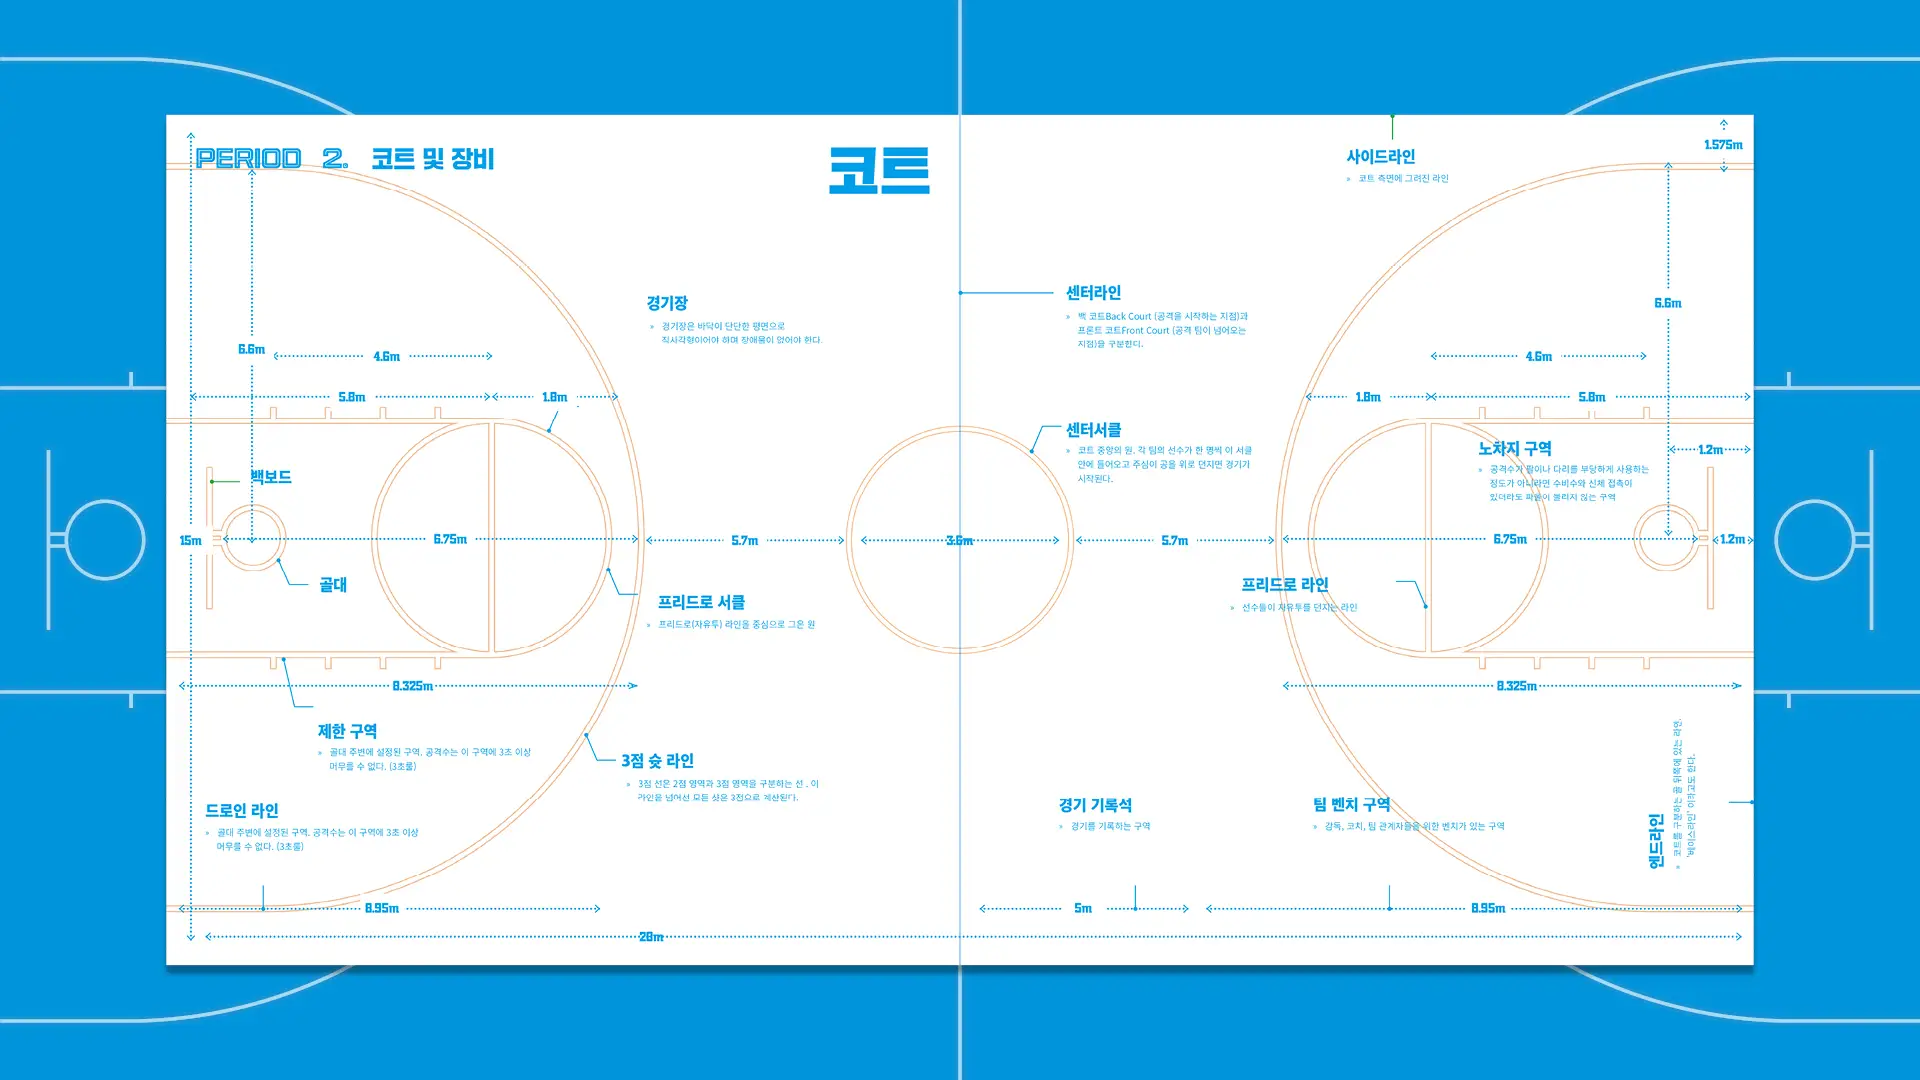 PERIOD 2. 코트 및 장비
코트
사이드라인
» 코트 측면에 그려진 라인
1.575m
경기장
» 경기장은 바닥이 단단한 평면으로
직사각형이어야 하며 장애물이 없어야 한다.
센터라인
» 백 코트Back Court (공격을 시작하는 지점)과
프론트 코트Front Court (공격 팀이 넘어오는
지점)을 구분한다.
6.6m
6.6m
4.6m
4.6m
5.8m
1.8m
1.8m
5.8m
센터서클
» 코트 중앙의 원. 각 팀의 선수가 한 명씩 이 서클
안에 들어오고 주심이 공을 위로 던지면 경기가
시작된다.
노차지 구역
» 공격수가 팔이나 다리를 부당하게 사용하는
정도가 아니라면 수비수와 신체 접촉이
있더라도 파울이 불리지 않는 구역
1.2m
백보드
15m
6.75m
5.7m
3.6m
5.7m
6.75m
1.2m
골대
프리드로 서클
» 프리드로(자유투) 라인을 중심으로 그은 원
프리드로 라인
» 선수들이 자유투를 던지는 라인
8.325m
8.325m
제한 구역
» 골대 주변에 설정된 구역. 공격수는 이 구역에 3초 이상
머무를 수 없다. (3초룰)
3점 슛 라인
» 3점 선은 2점 영역과 3점 영역을 구분하는 선 . 이
라인을 넘어선 모든 샷은 3점으로 계산된다.
드로인 라인
» 골대 주변에 설정된 구역. 공격수는 이 구역에 3초 이상
머무를 수 없다. (3초룰)
경기 기록석
» 경기를 기록하는 구역
팀 벤치 구역
» 감독, 코치, 팀 관계자들을 위한 벤치가 있는 구역
엔드라인
» 코트를 구분하는 골 뒤쪽에 있는 라인.
'베이스라인' 이라고도 한다.
8.95m
5m
8.95m
28m